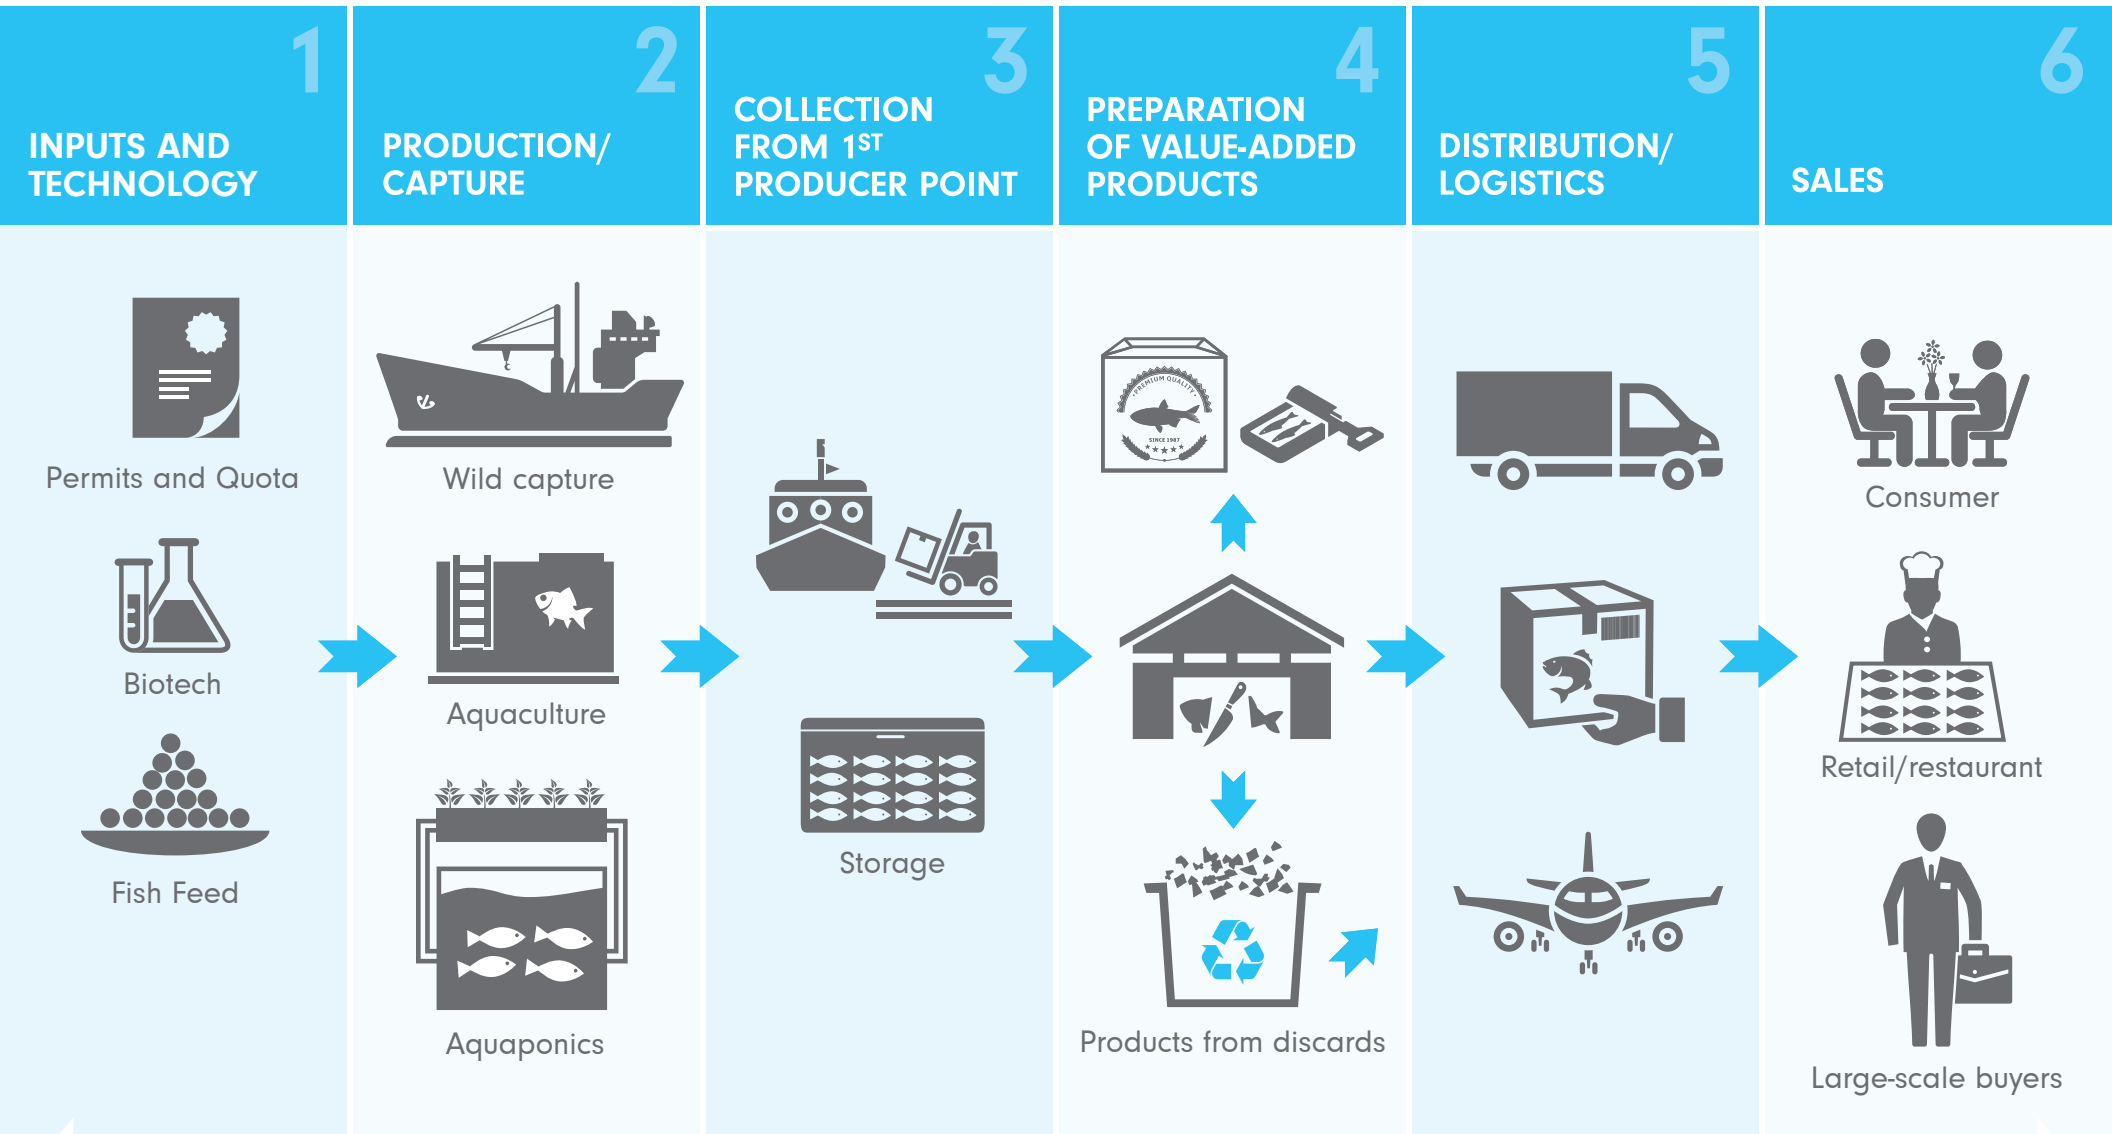 1
INPUTS AND
TECHNOLOGY
Permits and Quota
Biotech
Fish Feed
2
PRODUCTION/
CAPTURE
Wild capture
Aquaculture
Aquaponics
3
COLLECTION
FROM 1ST
PRODUCER POINT
Storage
4
PREPARATION
OF VALUE-ADDED
PRODUCTS
PREMIUM QUALITY
SINCE 1987
Products from discards
5
DISTRIBUTION/
LOGISTICS
6
SALES
Consumer
Retail/restaurant
Large-scale buyers